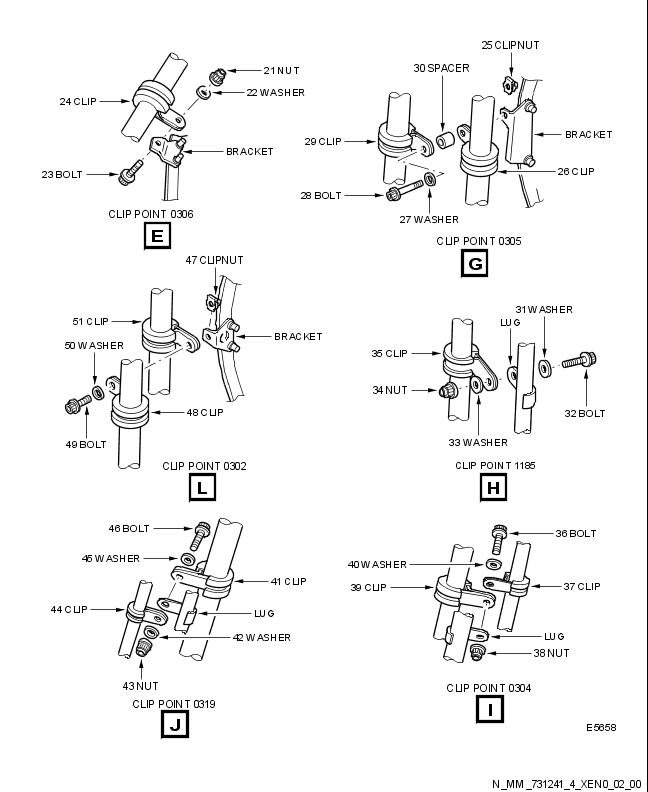 21 NUT
22 WASHER
24 CLIP
BRACKET
23 BOLT
CLIP POINT 0306
E
25 CLIPNUT
30 SPACER
29 CLIP
BRACKET
26 CLIP
28 BOLT
27 WASHER
CLIP POINT 0305
G
47 CLIPNUT
51 CLIP
BRACKET
50 WASHER
48 CLIP
49 BOLT
CLIP POINT 0302
L
31 WASHER
LUG
35 CLIP
34 NUT
32 BOLT
33 WASHER
CLIP POINT 1185
H
46 BOLT
45 WASHER
41 CLIP
44 CLIP
LUG
42 WASHER
43 NUT
CLIP POINT 0319
J
36 BOLT
40 WASHER
39 CLIP
37 CLIP
LUG
38 NUT
CLIP POINT 0304
I
E5658
N_MM_731241_4_XEN0_02_00